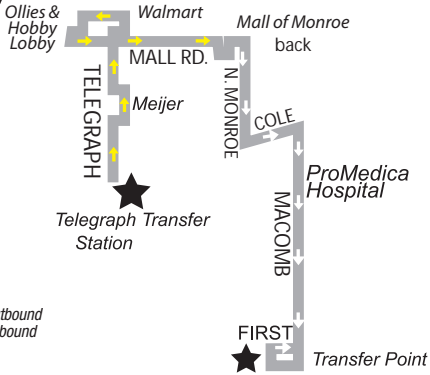 Ollies &
Hobby
Lobby
Walmart
Mall of Monroe
back
MALL RD.
TELEGRAPH
Meijer
N. MONROE
COLE
ProMedica
Hospital
Telegraph Transfer
Station
MACOMB
FIRST
Transfer Point